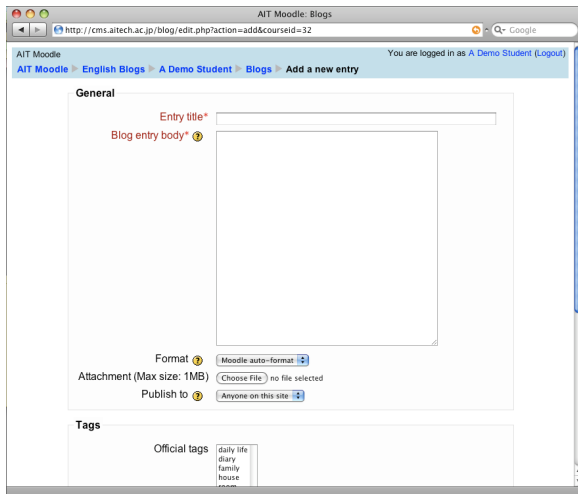 AIT Moodle: Blogs
http://cms.aitech.ac.jp/blog/edit.php?action=add&courseid=32
Google
AIT Moodle
You are logged in as A Demo Student (Logout)
AIT Moodle ► English Blogs ► A Demo Student ► Blogs ► Add a new entry
General
Entry title*
Blog entry body* ?
Format ? Moodle auto-format
Attachment (Max size: 1MB) Choose File no file selected
Publish to ? Anyone on this site
Tags
Official tags
daily life
diary
family
house
room